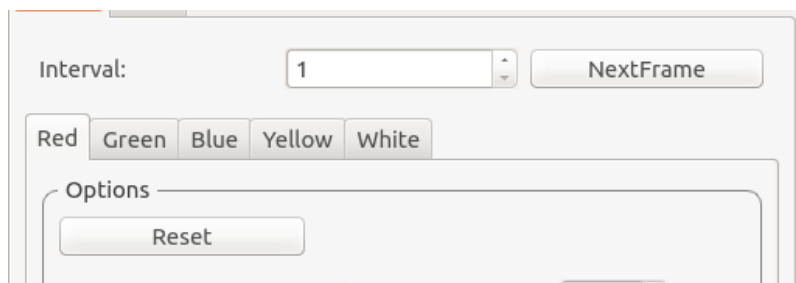 Interval: 1 NextFrame
Red Green Blue Yellow White
Options
Reset